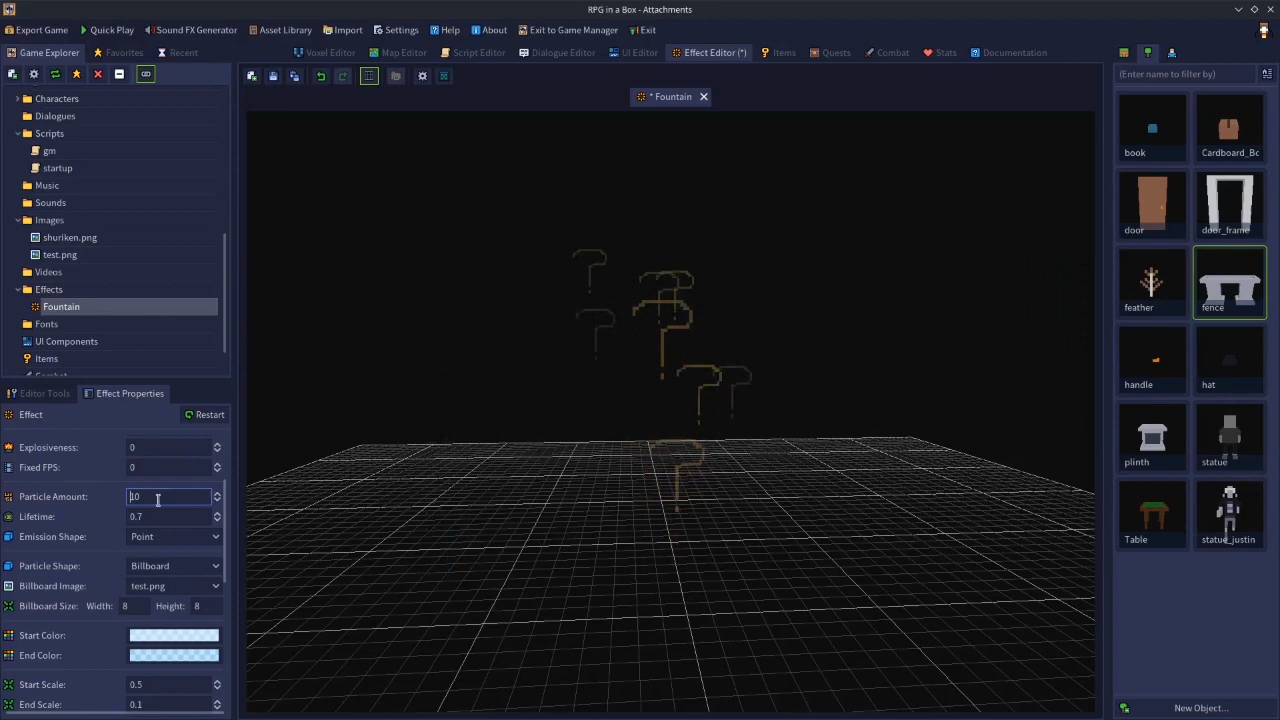 RPG in a Box - Attachments
Export Game Quick Play Sound FX Generator Asset Library Import Settings Help About Exit to Game Manager Exit
Game Explorer Favorites Recent Voxel Editor Map Editor Script Editor Dialogue Editor UI Editor Effect Editor (*) Items Quests Combat Stats Documentation
(Enter name to filter by)
* Fountain
Characters
Dialogues
Scripts
gm
startup
Music
Sounds
Images
shuriken.png
test.png
Videos
Effects
Fountain
Fonts
UI Components
Items
book Cardboard_Bo
door door_frame
feather fence
handle hat
plinth statue
Table statue_justin
New Object...
Editor Tools Effect Properties
Effect Restart
Explosiveness: 0
Fixed FPS: 0
Particle Amount: 10
Lifetime: 0.7
Emission Shape: Point
Particle Shape: Billboard
Billboard Image: test.png
Billboard Size: Width: 8 Height: 8
Start Color:
End Color:
Start Scale: 0.5
End Scale: 0.1